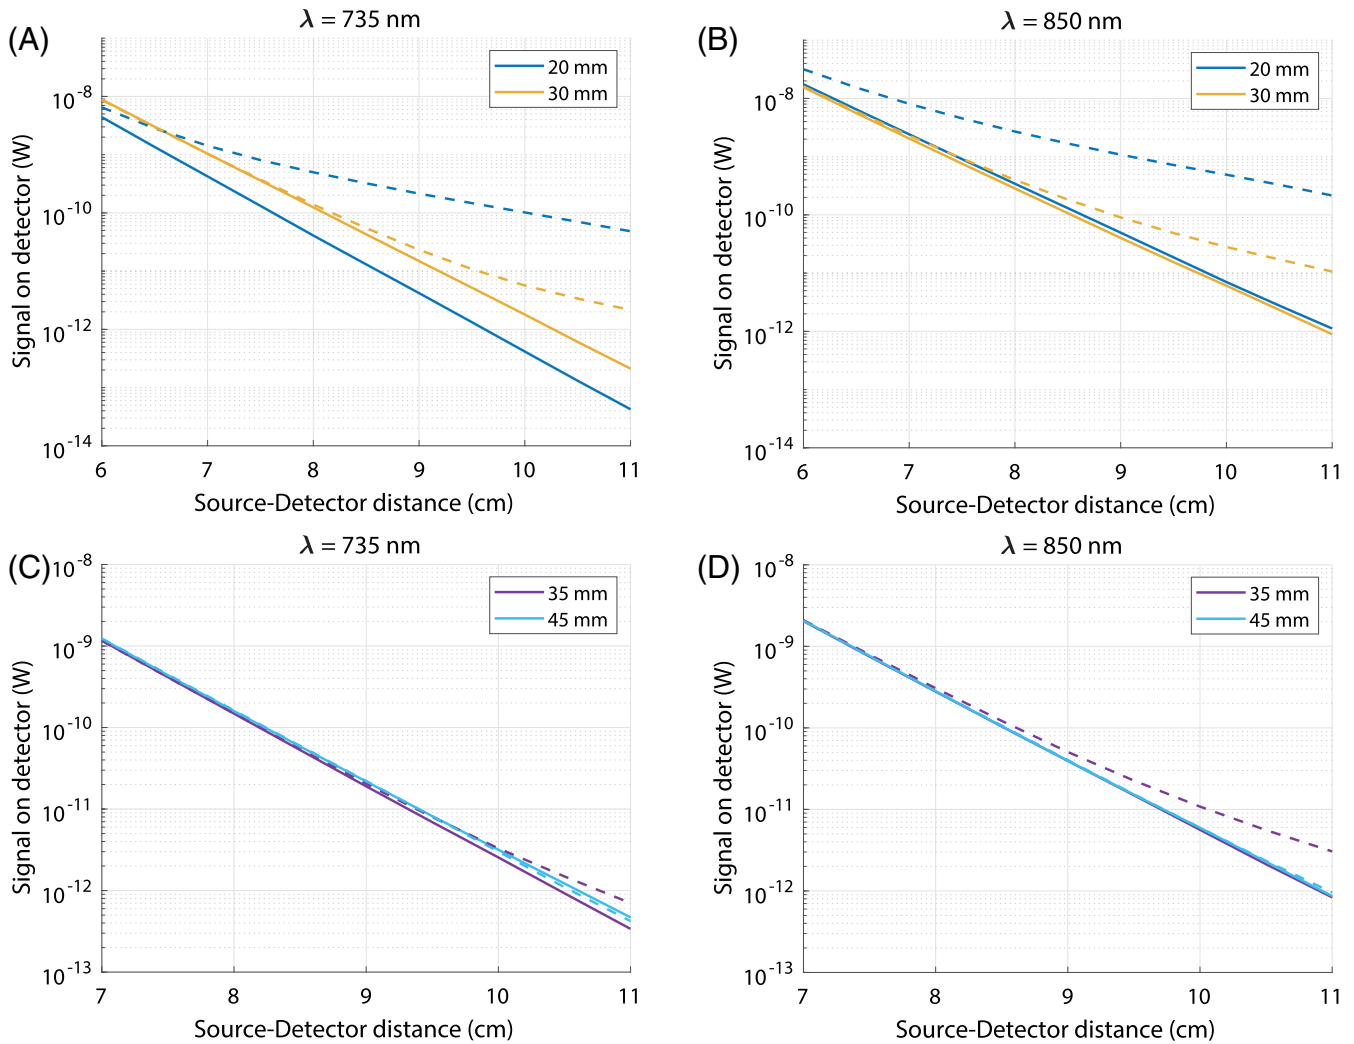 (A)
λ = 735 nm
20 mm
30 mm
Signal on detector (W)
10-8
10-10
10-12
10-14
6 7 8 9 10 11
Source-Detector distance (cm)
(B)
λ = 850 nm
20 mm
30 mm
Signal on detector (W)
10-8
10-10
10-12
10-14
6 7 8 9 10 11
Source-Detector distance (cm)
(C)
λ = 735 nm
35 mm
45 mm
Signal on detector (W)
10-8
10-9
10-10
10-11
10-12
10-13
7 8 9 10 11
Source-Detector distance (cm)
(D)
λ = 850 nm
35 mm
45 mm
Signal on detector (W)
10-8
10-9
10-10
10-11
10-12
10-13
7 8 9 10 11
Source-Detector distance (cm)